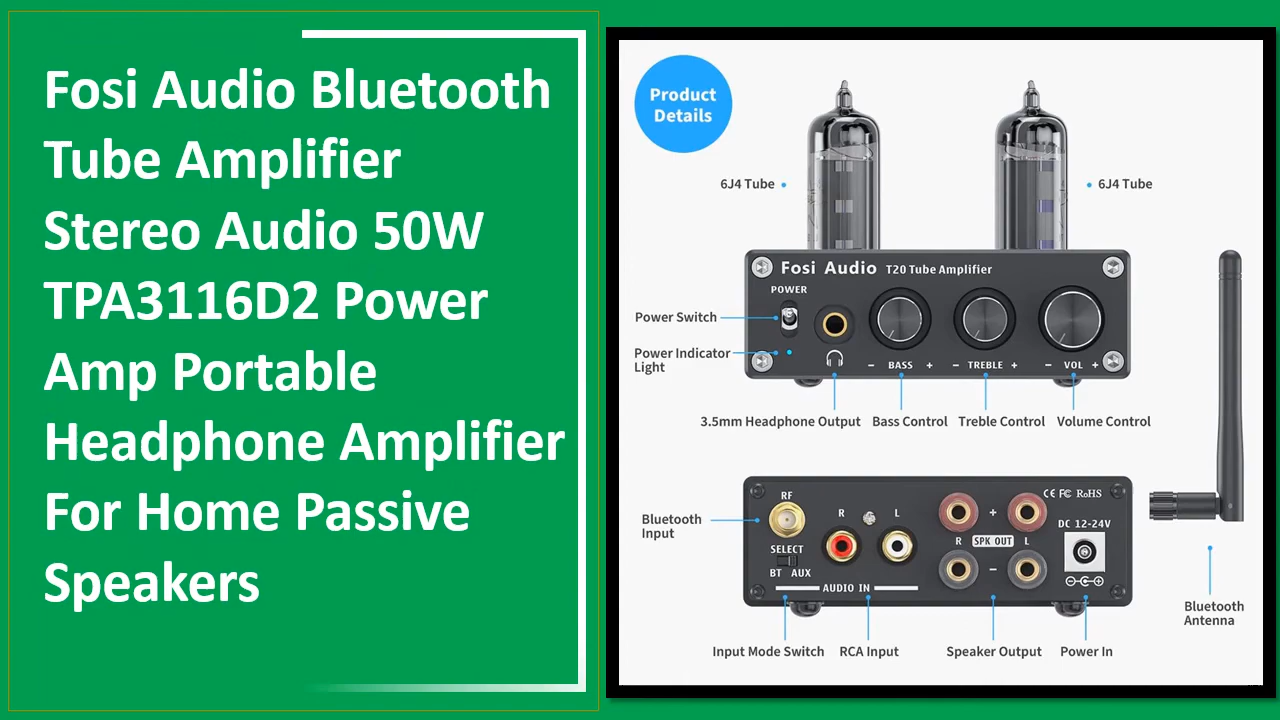 Fosi Audio Bluetooth
Tube Amplifier
Stereo Audio 50W
TPA3116D2 Power
Amp Portable
Headphone Amplifier
For Home Passive
Speakers
Product
Details
6J4 Tube
6J4 Tube
Fosi Audio T20 Tube Amplifier
POWER
Power Switch
Power Indicator
Light
- BASS + - TREBLE + - VOL +
3.5mm Headphone Output Bass Control Treble Control Volume Control
RF
CE FC RoHS
Bluetooth
Input
R L
+
DC 12-24V
R SPK OUT L
SELECT
BT AUX
-
AUDIO IN
Bluetooth
Antenna
Input Mode Switch RCA Input Speaker Output Power In